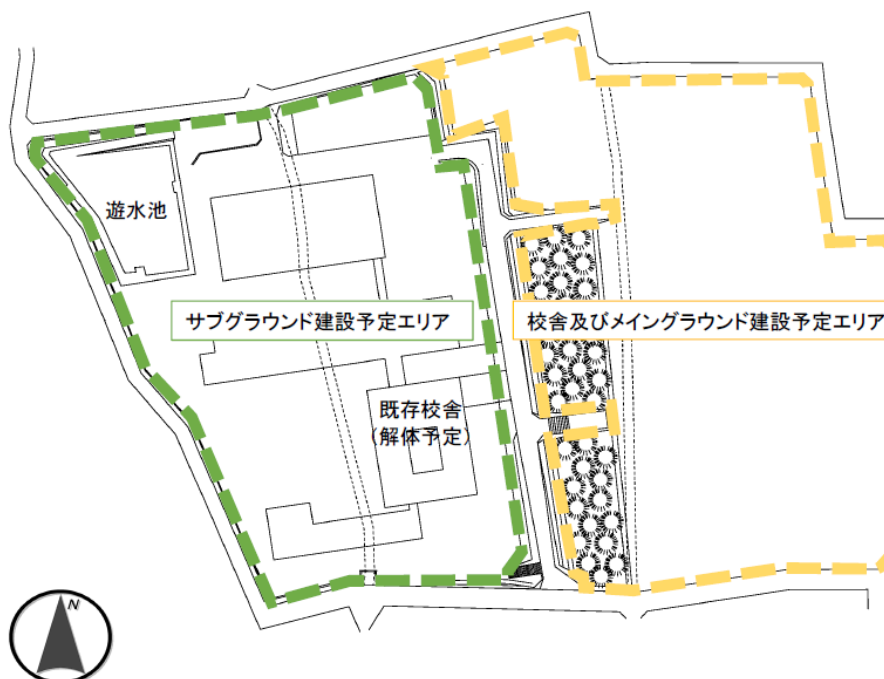 遊水池
サブグラウンド建設予定エリア
校舎及びメイングラウンド建設予定エリア
既存校舎
(解体予定)
N